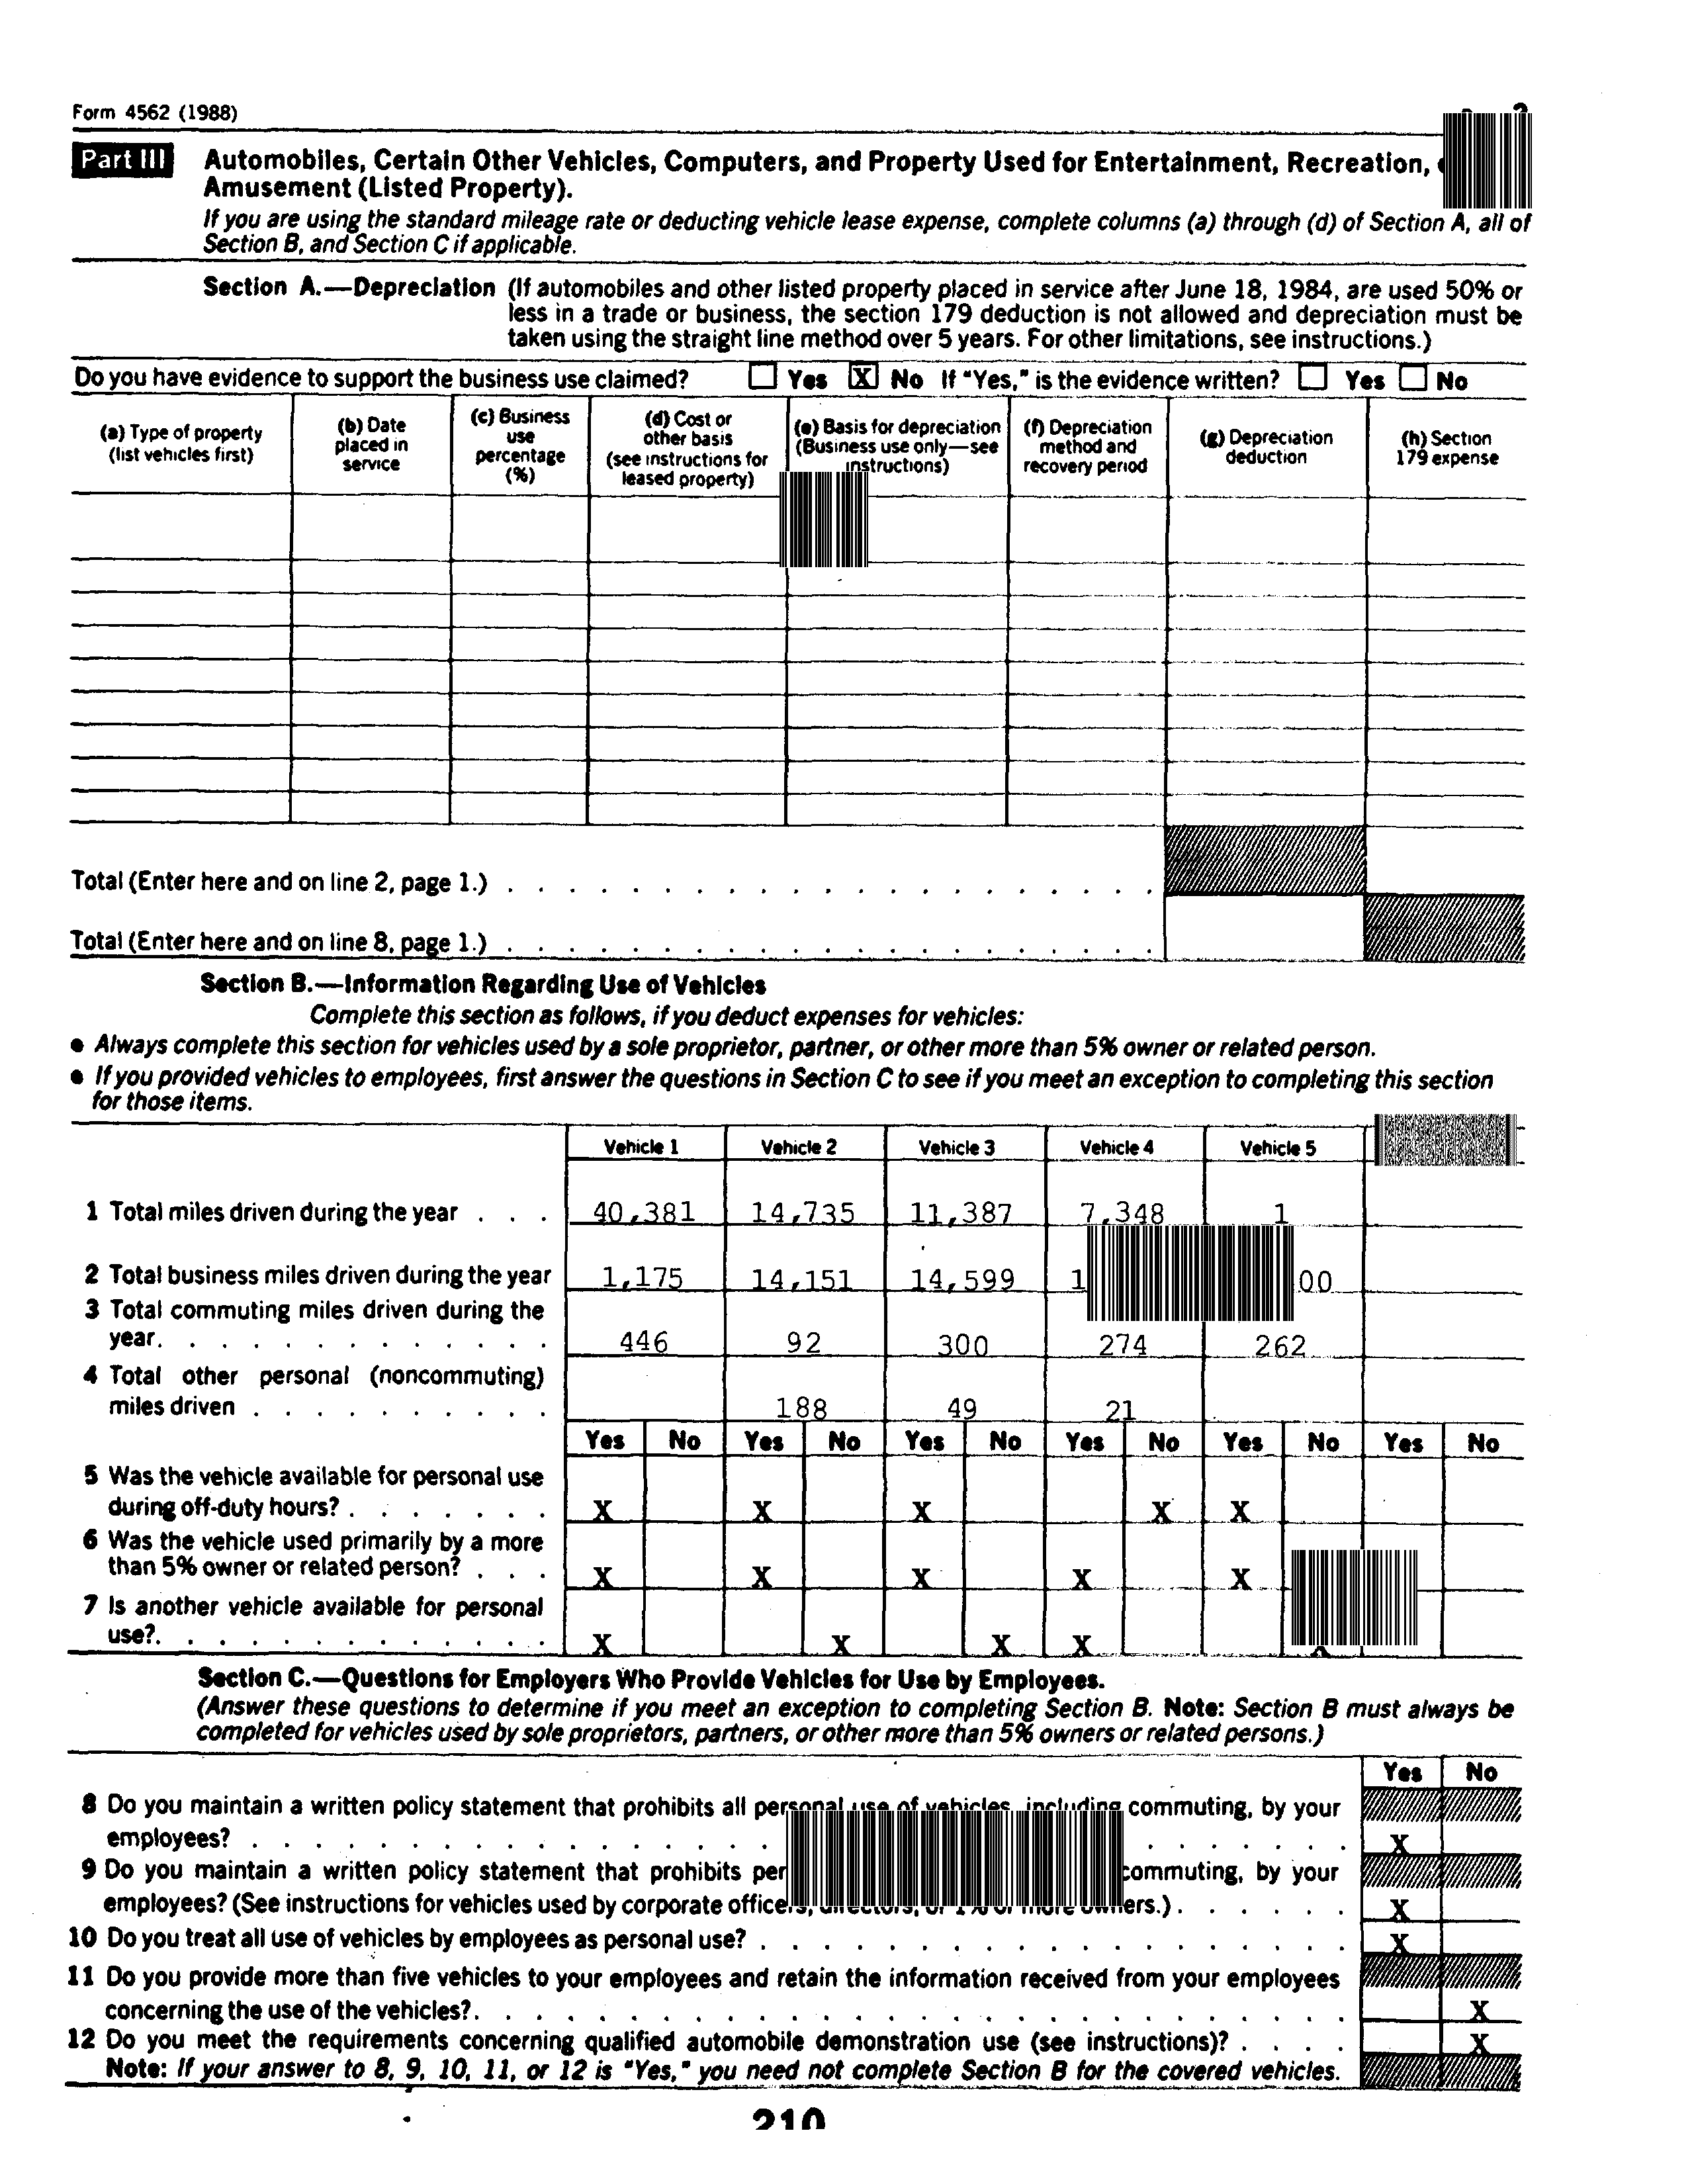 Form 4562 (1988)
Part III Automobiles, Certain Other Vehicles, Computers, and Property Used for Entertainment, Recreation,
Amusement (Listed Property).
If you are using the standard mileage rate or deducting vehicle lease expense, complete columns (a) through (d) of Section A, all of
Section B, and Section C if applicable.
Section A.—Depreciation (If automobiles and other listed property placed in service after June 18, 1984, are used 50% or
less in a trade or business, the section 179 deduction is not allowed and depreciation must be
taken using the straight line method over 5 years. For other limitations, see instructions.)
Do you have evidence to support the business use claimed? Yes X No If "Yes," is the evidence written? Yes No
(a) Type of property (list vehicles first) (b) Date placed in service (c) Business use percentage (%) (d) Cost or other basis (see instructions for leased property) (e) Basis for depreciation (Business use only—see instructions) (f) Depreciation method and recovery period (g) Depreciation deduction (h) Section 179 expense
Total (Enter here and on line 2, page 1.)
Total (Enter here and on line 8, page 1.)
Section B.—Information Regarding Use of Vehicles
Complete this section as follows, if you deduct expenses for vehicles:
● Always complete this section for vehicles used by a sole proprietor, partner, or other more than 5% owner or related person.
● If you provided vehicles to employees, first answer the questions in Section C to see if you meet an exception to completing this section
for those items.
Vehicle 1 Vehicle 2 Vehicle 3 Vehicle 4 Vehicle 5
1 Total miles driven during the year . . . 40,381 14,735 11,387 7,348 1
2 Total business miles driven during the year 1,175 14,151 14,599 1 00
3 Total commuting miles driven during the
year. 446 92 300 274 262
4 Total other personal (noncommuting)
miles driven 188 49 21
Yes No Yes No Yes No Yes No Yes No Yes No
5 Was the vehicle available for personal use
during off-duty hours? X X X X X
6 Was the vehicle used primarily by a more
than 5% owner or related person? X X X X X
7 Is another vehicle available for personal
use? X X X X
Section C.—Questions for Employers Who Provide Vehicles for Use by Employees.
(Answer these questions to determine if you meet an exception to completing Section B. Note: Section B must always be
completed for vehicles used by sole proprietors, partners, or other more than 5% owners or related persons.)
Yes No
8 Do you maintain a written policy statement that prohibits all personal use of vehicles, including commuting, by your
employees? X
9 Do you maintain a written policy statement that prohibits commuting, by your
employees? (See instructions for vehicles used by corporate officers, directors, or 1% or more owners.) X
10 Do you treat all use of vehicles by employees as personal use? X
11 Do you provide more than five vehicles to your employees and retain the information received from your employees
concerning the use of the vehicles? X
12 Do you meet the requirements concerning qualified automobile demonstration use (see instructions)? X
Note: If your answer to 8, 9, 10, 11, or 12 is "Yes," you need not complete Section B for the covered vehicles.
210